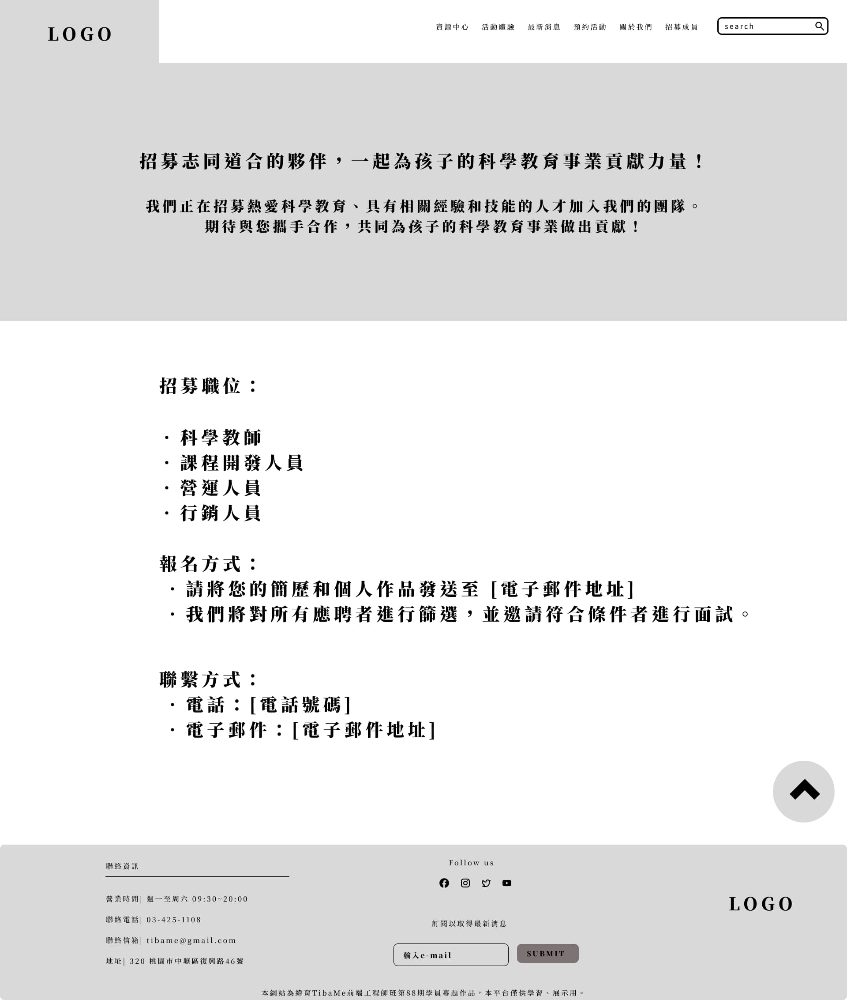 LOGO
資源中心 活動體驗 最新消息 預約活動 關於我們 招募成員 search
招募志同道合的夥伴，一起為孩子的科學教育事業貢獻力量！
我們正在招募熱愛科學教育、具有相關經驗和技能的人才加入我們的團隊。
期待與您攜手合作，共同為孩子的科學教育事業做出貢獻！
招募職位：
· 科學教師
· 課程開發人員
· 營運人員
· 行銷人員
報名方式：
· 請將您的簡歷和個人作品發送至 [電子郵件地址]
· 我們將對所有應聘者進行篩選，並邀請符合條件者進行面試。
聯繫方式：
· 電話：[電話號碼]
· 電子郵件：[電子郵件地址]
聯絡資訊
營業時間| 週一至周六 09:30~20:00
聯絡電話| 03-425-1108
聯絡信箱| tibame@gmail.com
地址| 320 桃園市中壢區復興路46號
Follow us
訂閱以取得最新消息
輸入e-mail SUBMIT
LOGO
本網站為緯育TibaMe前端工程師班第88期學員專題作品，本平台僅供學習、展示用。